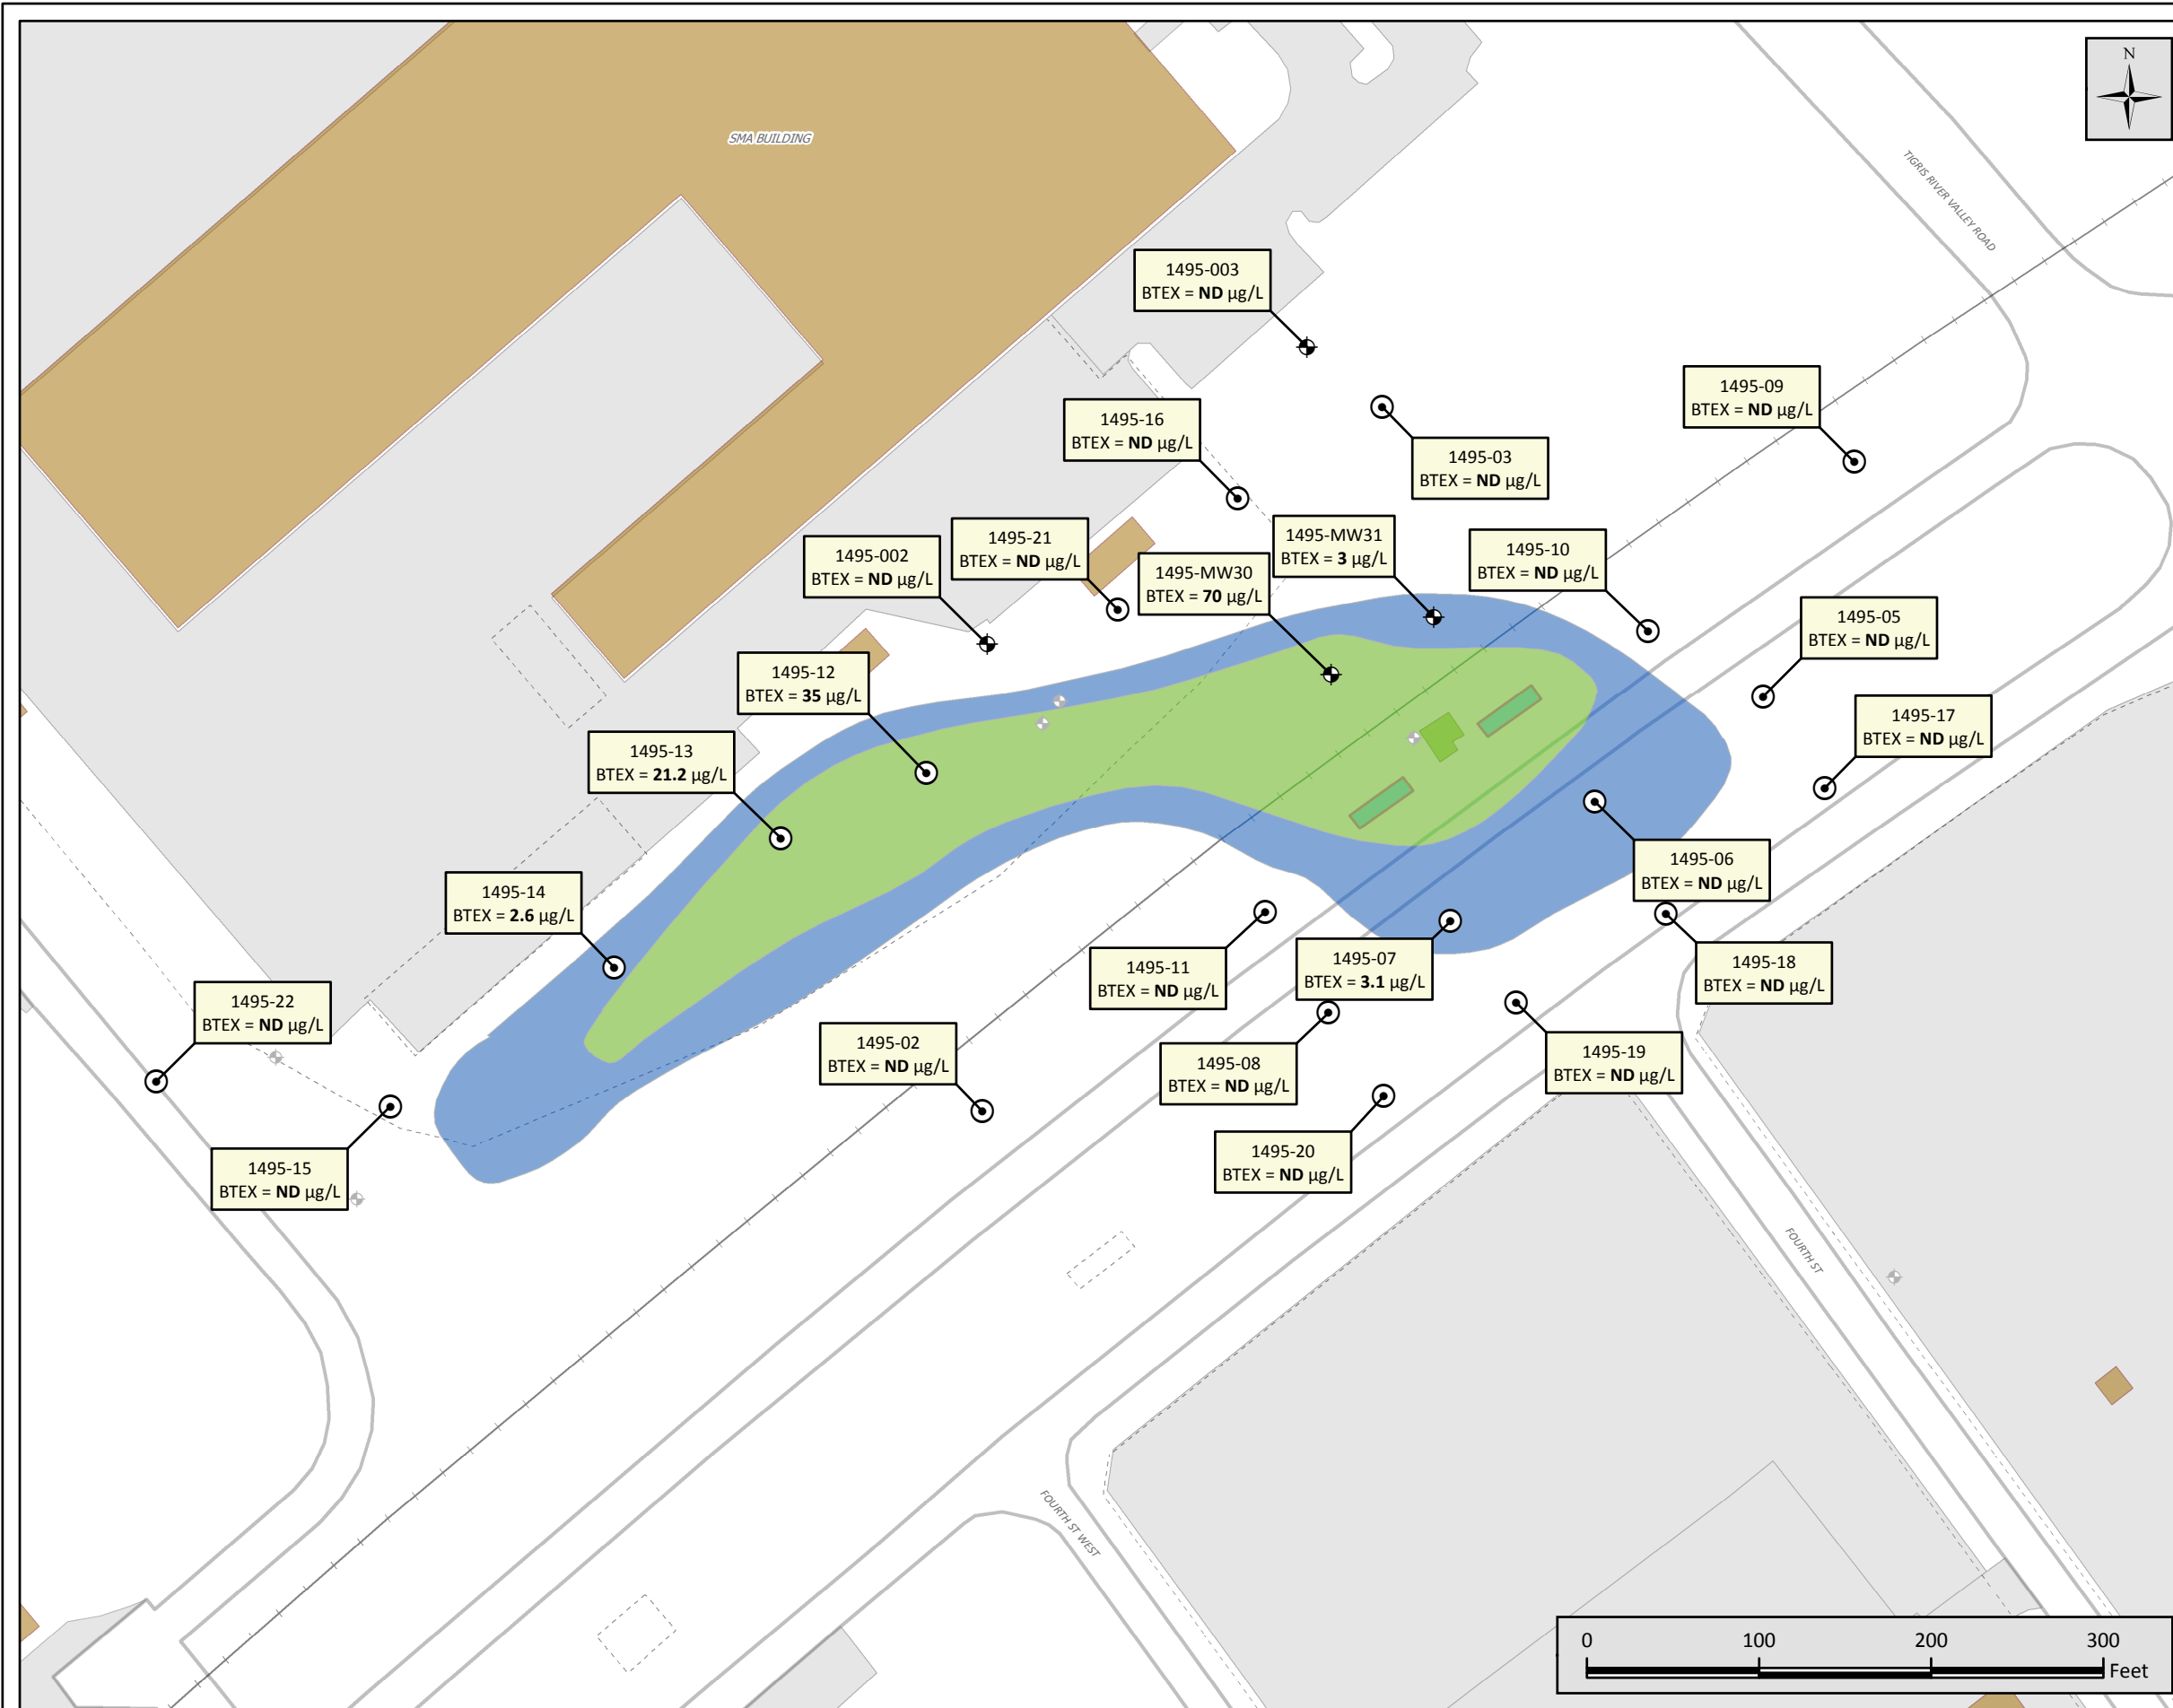 N
SMA BUILDING
TIGRIS RIVER VALLEY ROAD
1495-003
BTEX = ND µg/L
1495-09
BTEX = ND µg/L
1495-16
BTEX = ND µg/L
1495-03
BTEX = ND µg/L
1495-21
BTEX = ND µg/L
1495-MW31
BTEX = 3 µg/L
1495-10
BTEX = ND µg/L
1495-002
BTEX = ND µg/L
1495-MW30
BTEX = 70 µg/L
1495-05
BTEX = ND µg/L
1495-12
BTEX = 35 µg/L
1495-17
BTEX = ND µg/L
1495-13
BTEX = 21.2 µg/L
1495-06
BTEX = ND µg/L
1495-14
BTEX = 2.6 µg/L
1495-11
BTEX = ND µg/L
1495-07
BTEX = 3.1 µg/L
1495-18
BTEX = ND µg/L
1495-22
BTEX = ND µg/L
1495-02
BTEX = ND µg/L
1495-08
BTEX = ND µg/L
1495-19
BTEX = ND µg/L
1495-15
BTEX = ND µg/L
1495-20
BTEX = ND µg/L
FOURTH ST
FOURTH ST WEST
0 100 200 300
Feet